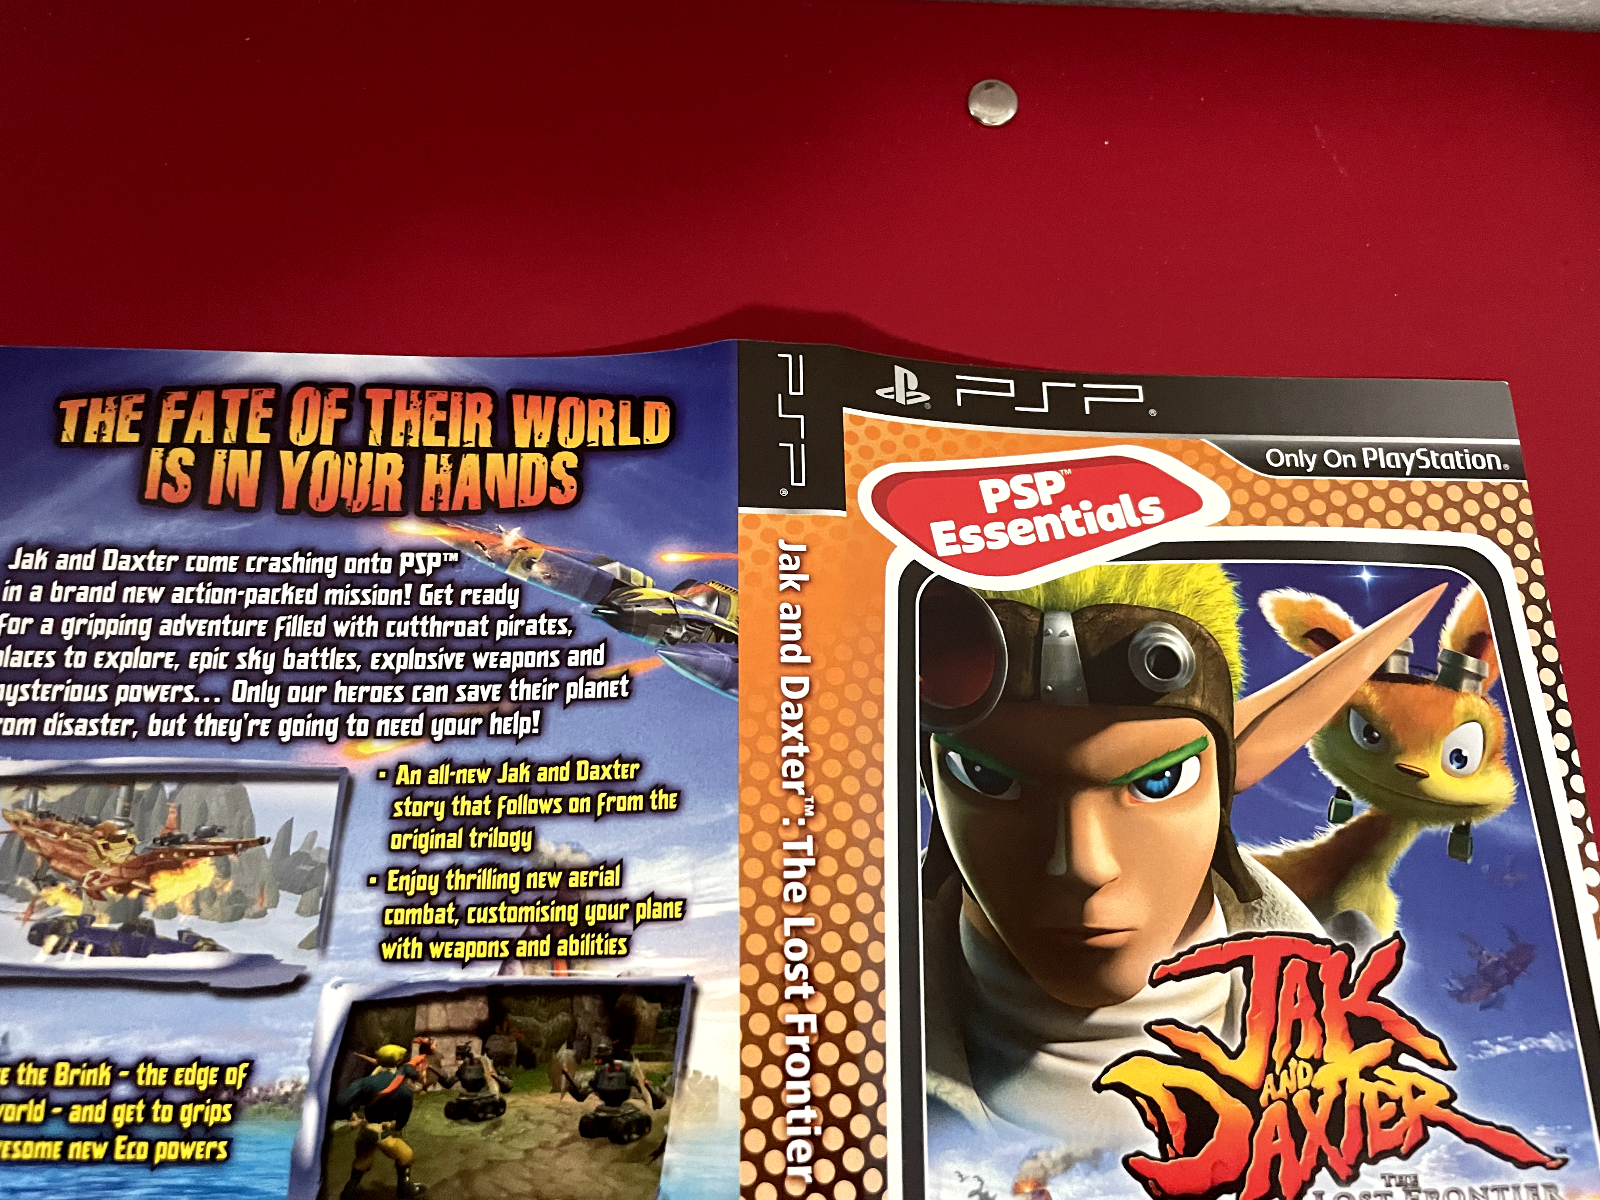 THE FATE OF THEIR WORLD
IS IN YOUR HANDS
Jak and Daxter come crashing onto PSP™
in a brand new action-packed mission! Get ready
for a gripping adventure filled with cutthroat pirates,
places to explore, epic sky battles, explosive weapons and
mysterious powers... Only our heroes can save their planet
from disaster, but they're going to need your help!
• An all-new Jak and Daxter
story that follows on from the
original trilogy
• Enjoy thrilling new aerial
combat, customising your plane
with weapons and abilities
the Brink - the edge of
world - and get to grips
new Eco powers
PSP®
Jak and Daxter™: The Lost Frontier
PSP®
Only On PlayStation®
PSP™
Essentials
JAK
AND
DAXTER™
THE
LOST FRONTIER